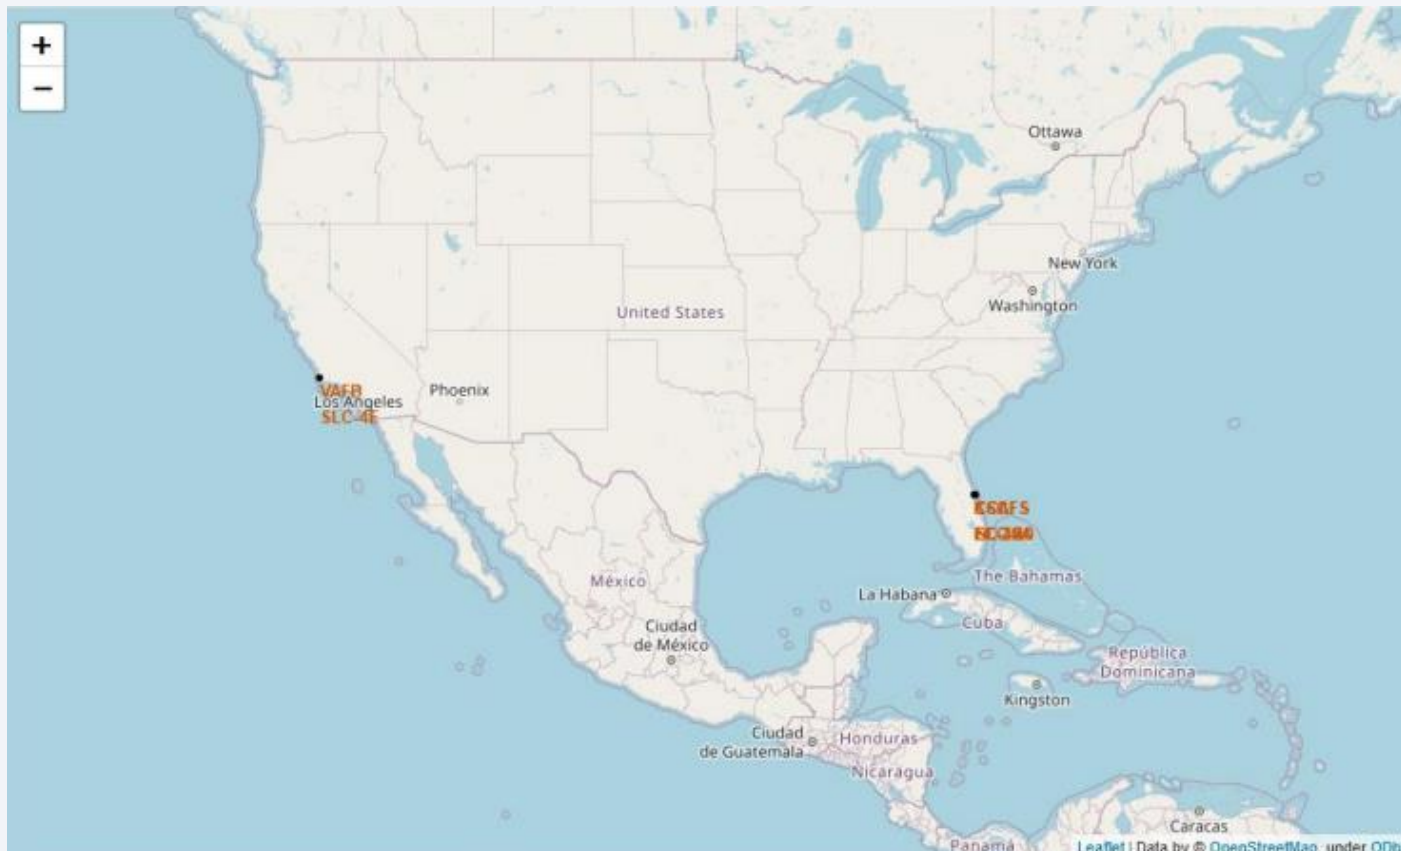 +
−
Ottawa
New York
Washington
United States
VAFB
Phoenix
Los Angeles
SLC-4E
The Bahamas
México
La Habana
Cuba
Ciudad
de México
República
Dominicana
Kingston
Ciudad
de Guatemala
Honduras
Nicaragua
Caracas
Panamá
Leaflet | Data by © OpenStreetMap, under ODb